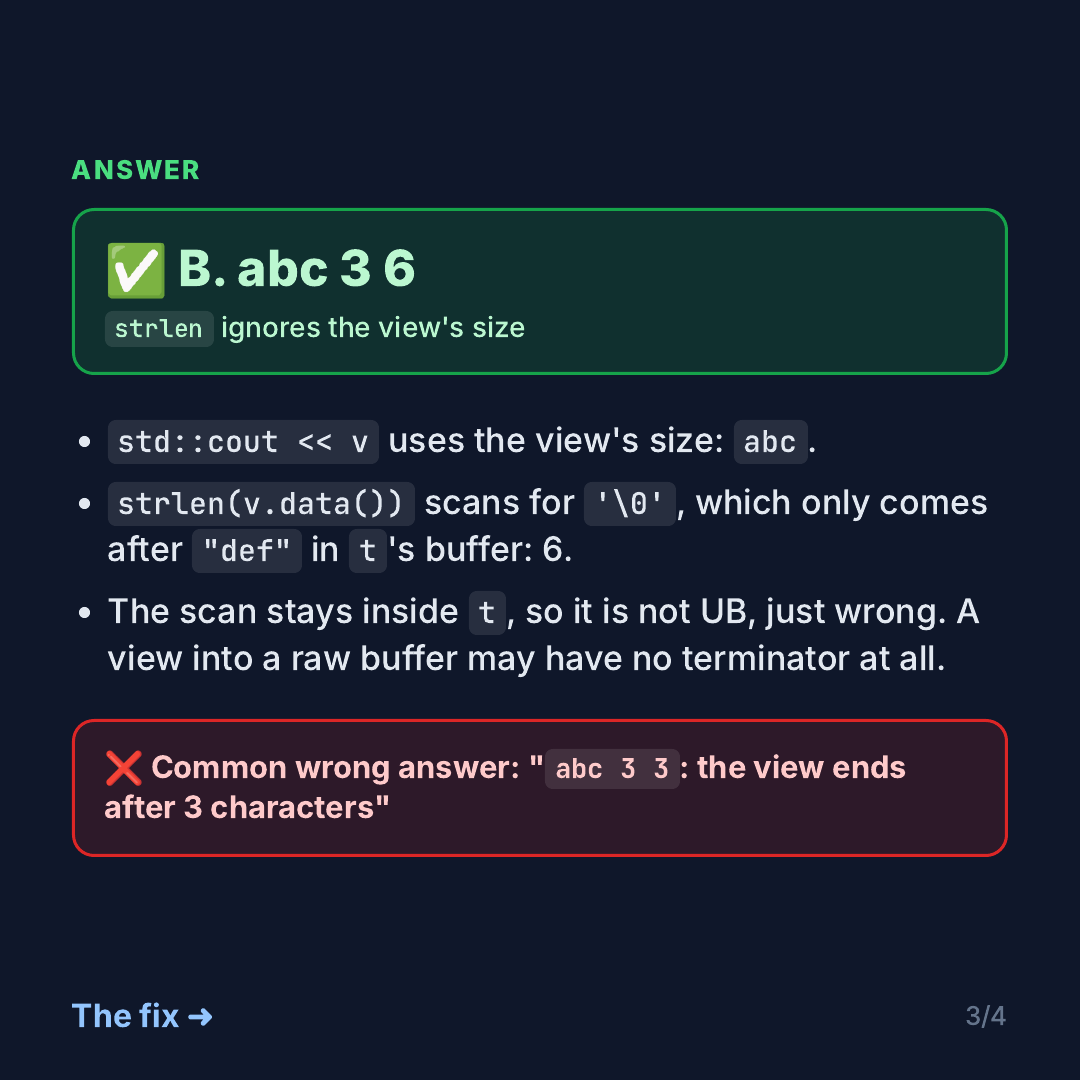 ANSWER
✅ B. abc 3 6
strlen ignores the view's size
• std::cout << v uses the view's size: abc.
• strlen(v.data()) scans for '\0', which only comes
after "def" in t's buffer: 6.
• The scan stays inside t, so it is not UB, just wrong. A
view into a raw buffer may have no terminator at all.
❌ Common wrong answer: "abc 3 3: the view ends
after 3 characters"
The fix ➜
3/4